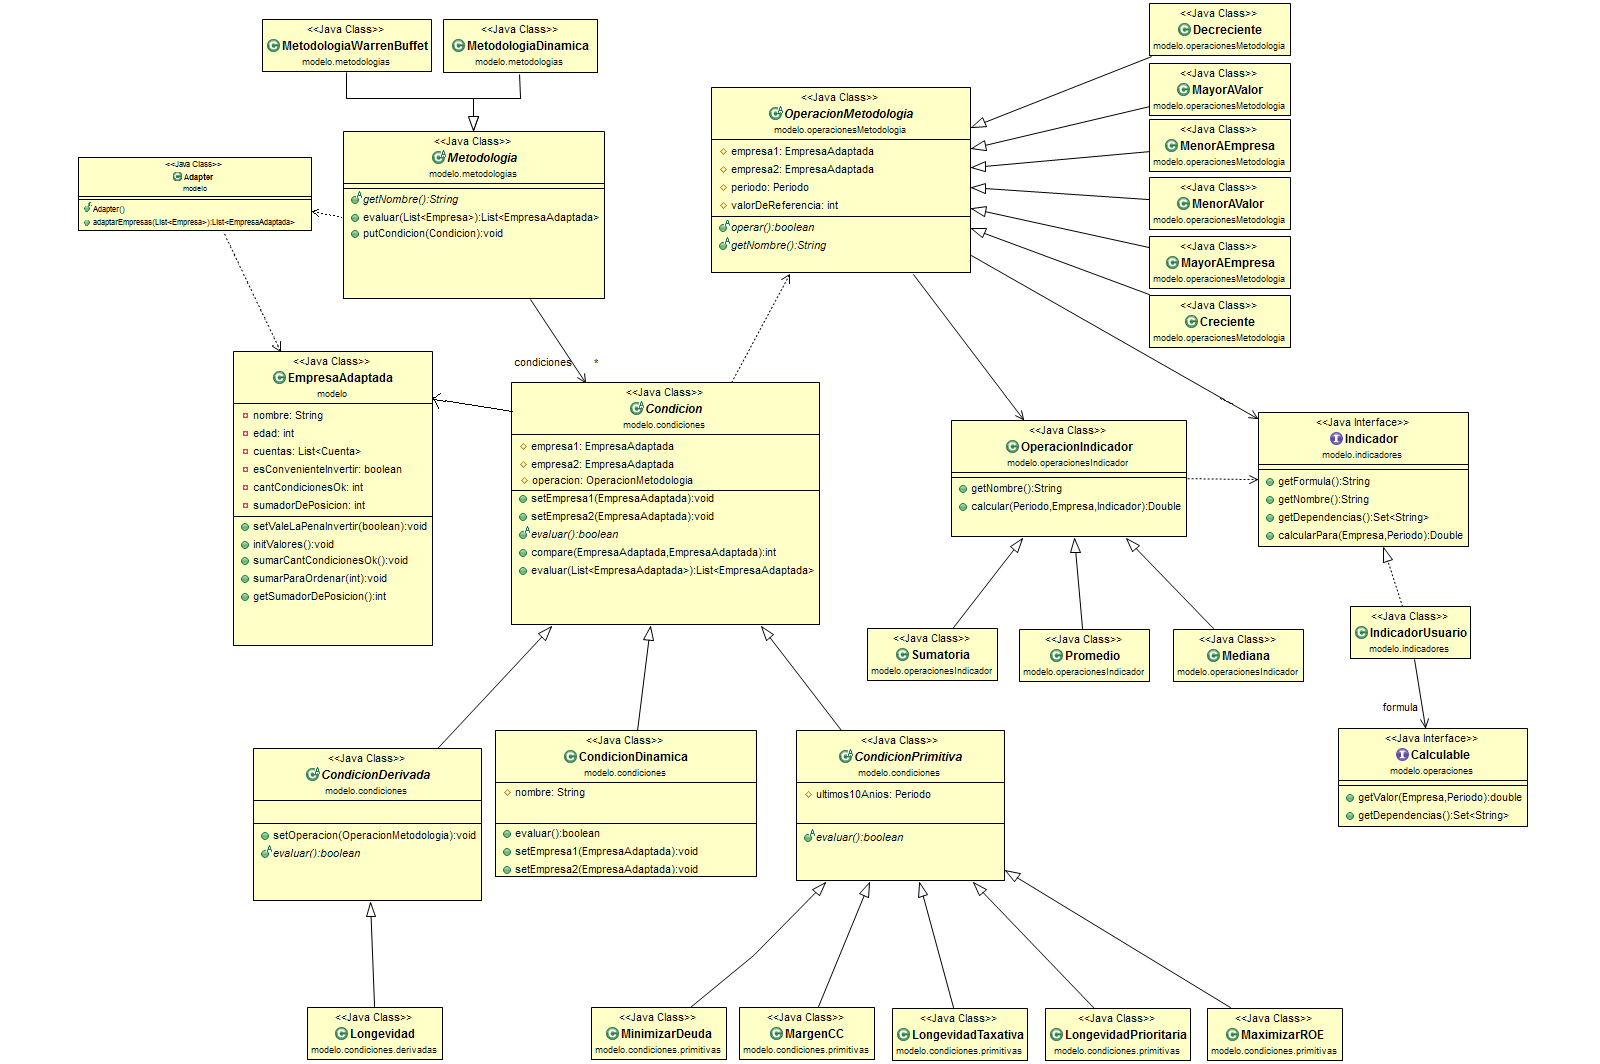 <<Java Class>>
MetodologiaWarrenBuffet
modelo.metodologias
<<Java Class>>
MetodologiaDinamica
modelo.metodologias
<<Java Class>>
Metodologia
modelo.metodologias
getNombre():String
evaluar(List<Empresa>):List<EmpresaAdaptada>
putCondicion(Condicion):void
<<Java Class>>
Adapter
modelo
Adapter()
adaptarEmpresas(List<Empresa>):List<EmpresaAdaptada>
<<Java Class>>
OperacionMetodologia
modelo.operacionesMetodologia
empresa1: EmpresaAdaptada
empresa2: EmpresaAdaptada
periodo: Periodo
valorDeReferencia: int
operar():boolean
getNombre():String
<<Java Class>>
Decreciente
modelo.operacionesMetodologia
<<Java Class>>
MayorAValor
modelo.operacionesMetodologia
<<Java Class>>
MenorAEmpresa
modelo.operacionesMetodologia
<<Java Class>>
MenorAValor
modelo.operacionesMetodologia
<<Java Class>>
MayorAEmpresa
modelo.operacionesMetodologia
<<Java Class>>
Creciente
modelo.operacionesMetodologia
condiciones *
<<Java Class>>
EmpresaAdaptada
modelo
nombre: String
edad: int
cuentas: List<Cuenta>
esConvenienteInvertir: boolean
cantCondicionesOk: int
sumadorDePosicion: int
setValeLaPenaInvertir(boolean):void
initValores():void
sumarCantCondicionesOk():void
sumarParaOrdenar(int):void
getSumadorDePosicion():int
<<Java Class>>
Condicion
modelo.condiciones
empresa1: EmpresaAdaptada
empresa2: EmpresaAdaptada
operacion: OperacionMetodologia
setEmpresa1(EmpresaAdaptada):void
setEmpresa2(EmpresaAdaptada):void
evaluar():boolean
compare(EmpresaAdaptada,EmpresaAdaptada):int
evaluar(List<EmpresaAdaptada>):List<EmpresaAdaptada>
<<Java Class>>
OperacionIndicador
modelo.operacionesIndicador
getNombre():String
calcular(Periodo,Empresa,Indicador):Double
<<Java Interface>>
Indicador
modelo.indicadores
getFormula():String
getNombre():String
getDependencias():Set<String>
calcularPara(Empresa,Periodo):Double
<<Java Class>>
Sumatoria
modelo.operacionesIndicador
<<Java Class>>
Promedio
modelo.operacionesIndicador
<<Java Class>>
Mediana
modelo.operacionesIndicador
<<Java Class>>
IndicadorUsuario
modelo.indicadores
formula
<<Java Interface>>
Calculable
modelo.operaciones
getValor(Empresa,Periodo):double
getDependencias():Set<String>
<<Java Class>>
CondicionDerivada
modelo.condiciones
setOperacion(OperacionMetodologia):void
evaluar():boolean
<<Java Class>>
CondicionDinamica
modelo.condiciones
nombre: String
evaluar():boolean
setEmpresa1(EmpresaAdaptada):void
setEmpresa2(EmpresaAdaptada):void
<<Java Class>>
CondicionPrimitiva
modelo.condiciones
ultimos10Anios: Periodo
evaluar():boolean
<<Java Class>>
Longevidad
modelo.condiciones.derivadas
<<Java Class>>
MinimizarDeuda
modelo.condiciones.primitivas
<<Java Class>>
MargenCC
modelo.condiciones.primitivas
<<Java Class>>
LongevidadTaxativa
modelo.condiciones.primitivas
<<Java Class>>
LongevidadPrioritaria
modelo.condiciones.primitivas
<<Java Class>>
MaximizarROE
modelo.condiciones.primitivas